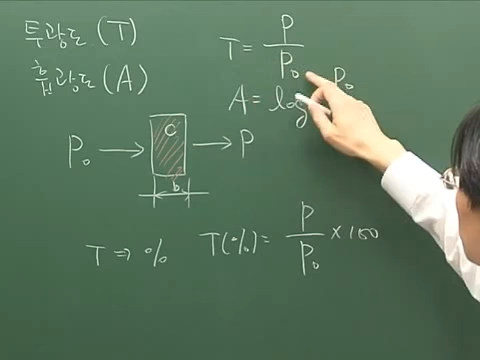 투광도 (T)
흡광도 (A)
T = P / P₀
A = log P₀
P₀ → C → P
b
T ⇒ %
T(%) = P / P₀ × 100